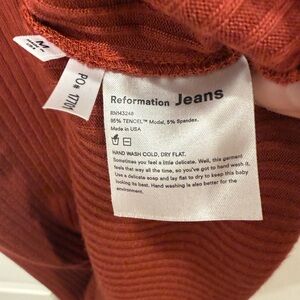 M
PO# 1770
Reformation Jeans
RN143248
95% TENCEL™ Modal, 5% Spandex.
Made in USA
HAND WASH COLD, DRY FLAT.
Sometimes you feel a little delicate. Well, this garment
feels that way all the time, so you've got to hand wash it.
Use a delicate soap and lay flat to dry to keep this baby
looking its best. Hand washing is also better for the
environment.